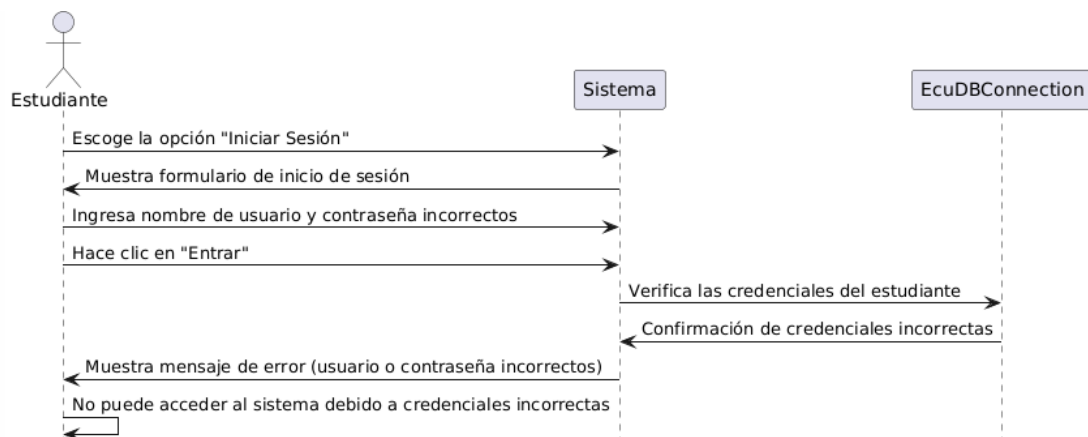 Estudiante
Sistema
EcuDBConnection
Escoge la opción "Iniciar Sesión"
Muestra formulario de inicio de sesión
Ingresa nombre de usuario y contraseña incorrectos
Hace clic en "Entrar"
Verifica las credenciales del estudiante
Confirmación de credenciales incorrectas
Muestra mensaje de error (usuario o contraseña incorrectos)
No puede acceder al sistema debido a credenciales incorrectas